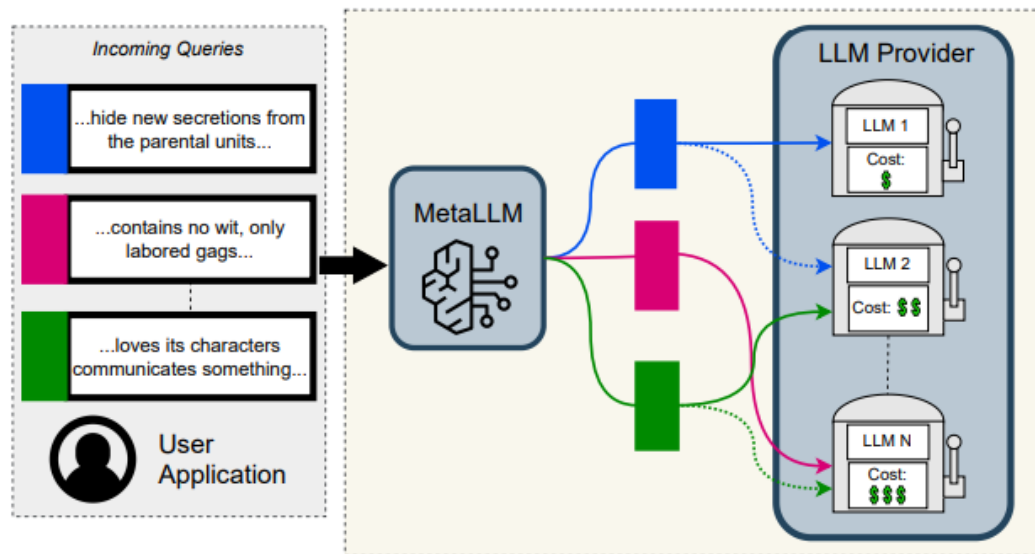 Incoming Queries
...hide new secretions from
the parental units...
...contains no wit, only
labored gags...
...loves its characters
communicates something...
User
Application
MetaLLM
LLM Provider
LLM 1
Cost:
$
LLM 2
Cost: $$
LLM N
Cost:
$$$